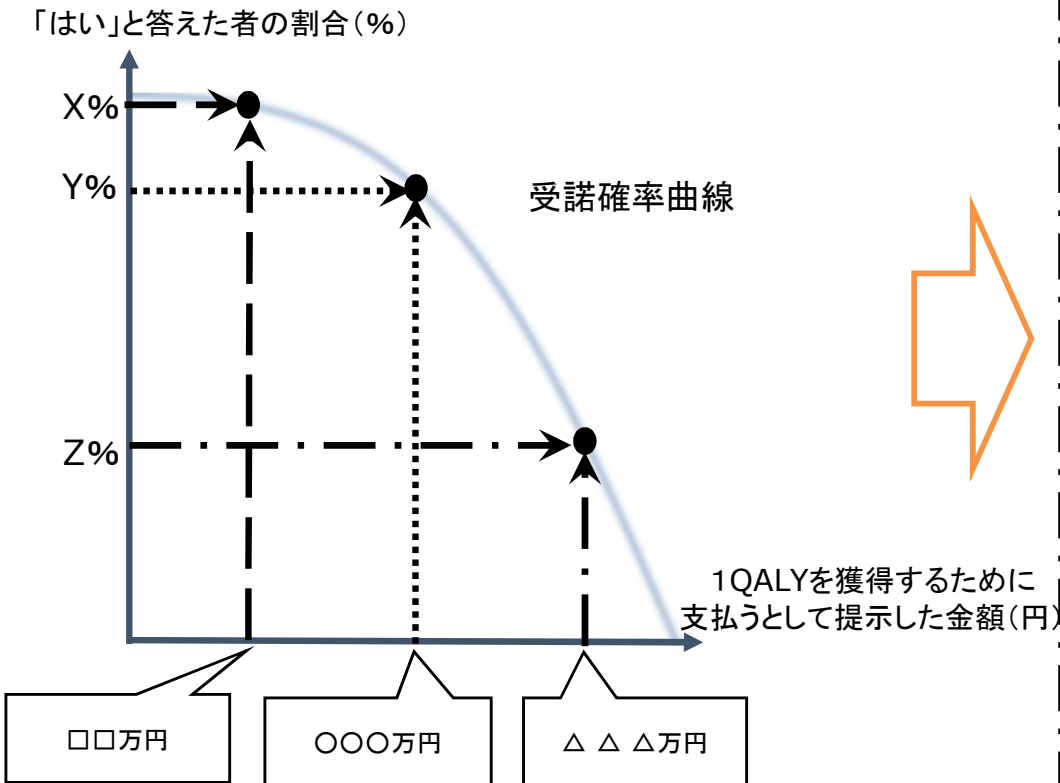 「はい」と答えた者の割合(%)
X%
Y%
受諾確率曲線
Z%
1QALYを獲得するために
支払うとして提示した金額(円)
□□万円
○○○万円
△ △ △万円